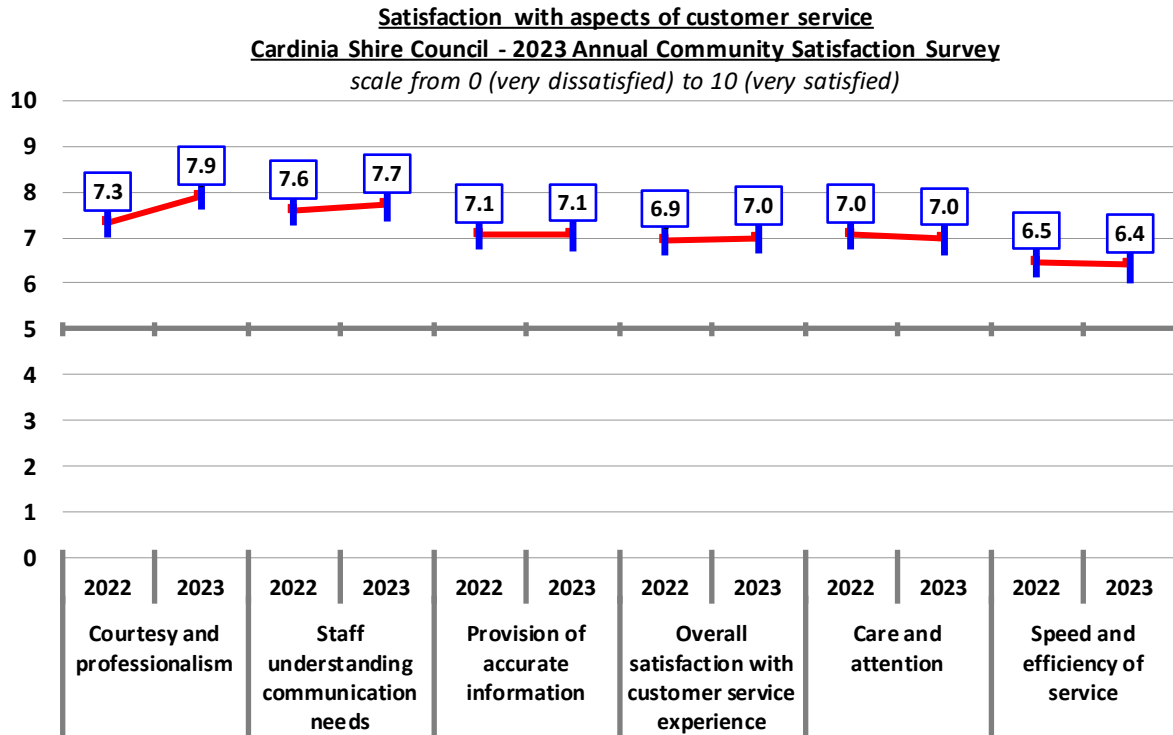 Satisfaction with aspects of customer service
Cardinia Shire Council - 2023 Annual Community Satisfaction Survey
scale from 0 (very dissatisfied) to 10 (very satisfied)
10
9
8
7
6
5
4
3
2
1
0
7.3
7.9
7.6
7.7
7.1
7.1
6.9
7.0
7.0
7.0
6.5
6.4
2022 2023 2022 2023 2022 2023 2022 2023 2022 2023 2022 2023
Courtesy and
professionalism
Staff
understanding
communication
needs
Provision of
accurate
information
Overall
satisfaction with
customer service
experience
Care and
attention
Speed and
efficiency of
service